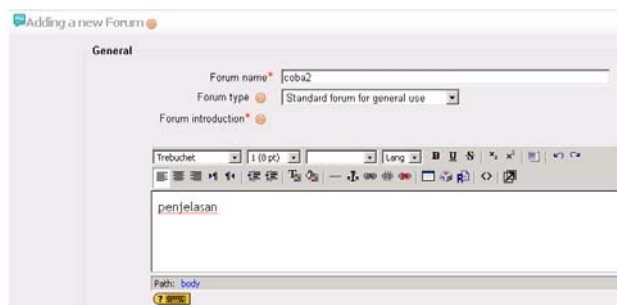 Adding a new Forum
General
Forum name* coba2
Forum type Standard forum for general use
Forum introduction*
Trebuchet 1 (8 pt) Lang B U S
penjelasan
Path: body